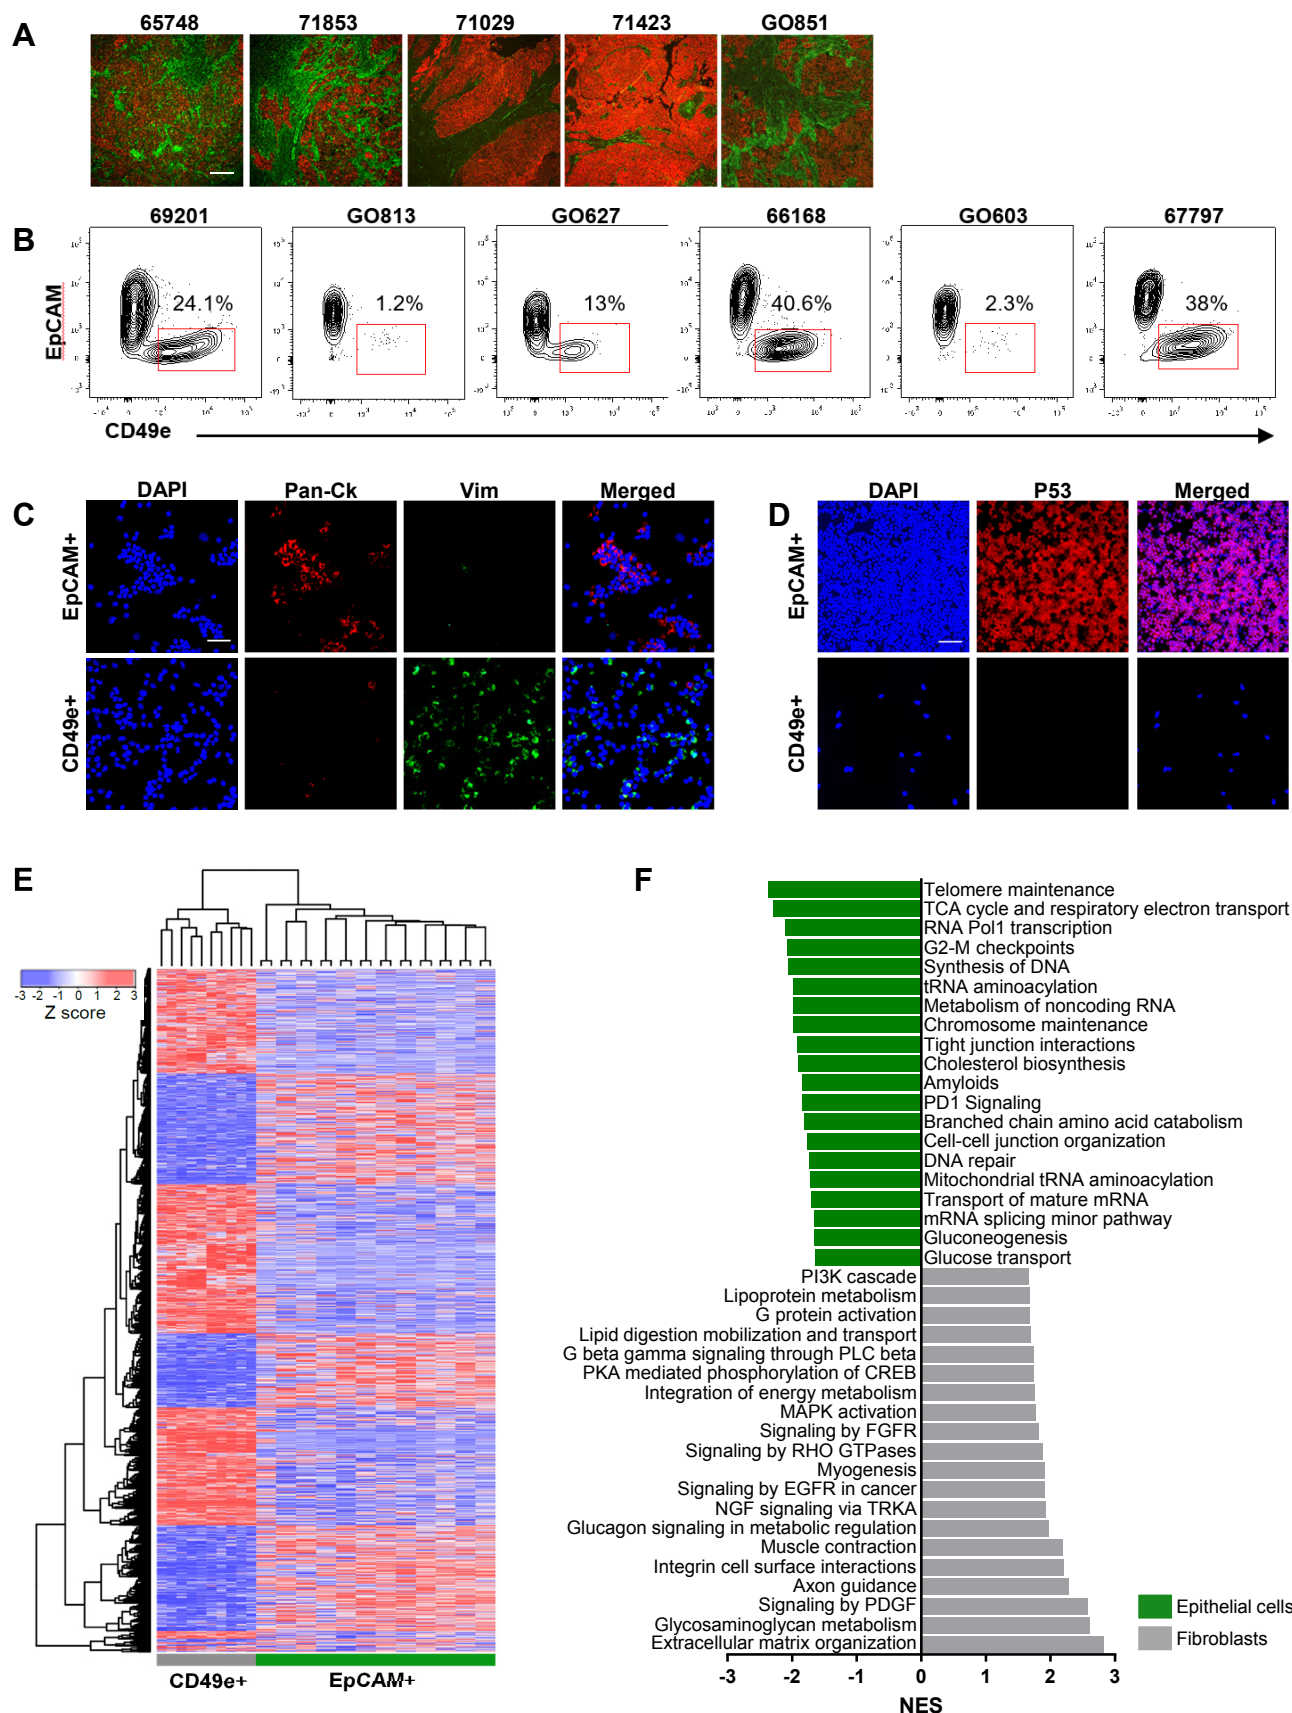 A
65748 71853 71029 71423 GO851
B
69201 GO813 GO627 66168 GO603 67797
EpCAM
24.1% 1.2% 13% 40.6% 2.3% 38%
CD49e
C
DAPI Pan-Ck Vim Merged
EpCAM+
CD49e+
D
DAPI P53 Merged
EpCAM+
CD49e+
E
-3 -2 -1 0 1 2 3
Z score
CD49e+ EpCAM+
F
Telomere maintenance
TCA cycle and respiratory electron transport
RNA Pol1 transcription
G2-M checkpoints
Synthesis of DNA
tRNA aminoacylation
Metabolism of noncoding RNA
Chromosome maintenance
Tight junction interactions
Cholesterol biosynthesis
Amyloids
PD1 Signaling
Branched chain amino acid catabolism
Cell-cell junction organization
DNA repair
Mitochondrial tRNA aminoacylation
Transport of mature mRNA
mRNA splicing minor pathway
Gluconeogenesis
Glucose transport
PI3K cascade
Lipoprotein metabolism
G protein activation
Lipid digestion mobilization and transport
G beta gamma signaling through PLC beta
PKA mediated phosphorylation of CREB
Integration of energy metabolism
MAPK activation
Signaling by FGFR
Signaling by RHO GTPases
Myogenesis
Signaling by EGFR in cancer
NGF signaling via TRKA
Glucagon signaling in metabolic regulation
Muscle contraction
Integrin cell surface interactions
Axon guidance
Signaling by PDGF
Glycosaminoglycan metabolism
Extracellular matrix organization
Epithelial cells
Fibroblasts
-3 -2 -1 0 1 2 3
NES